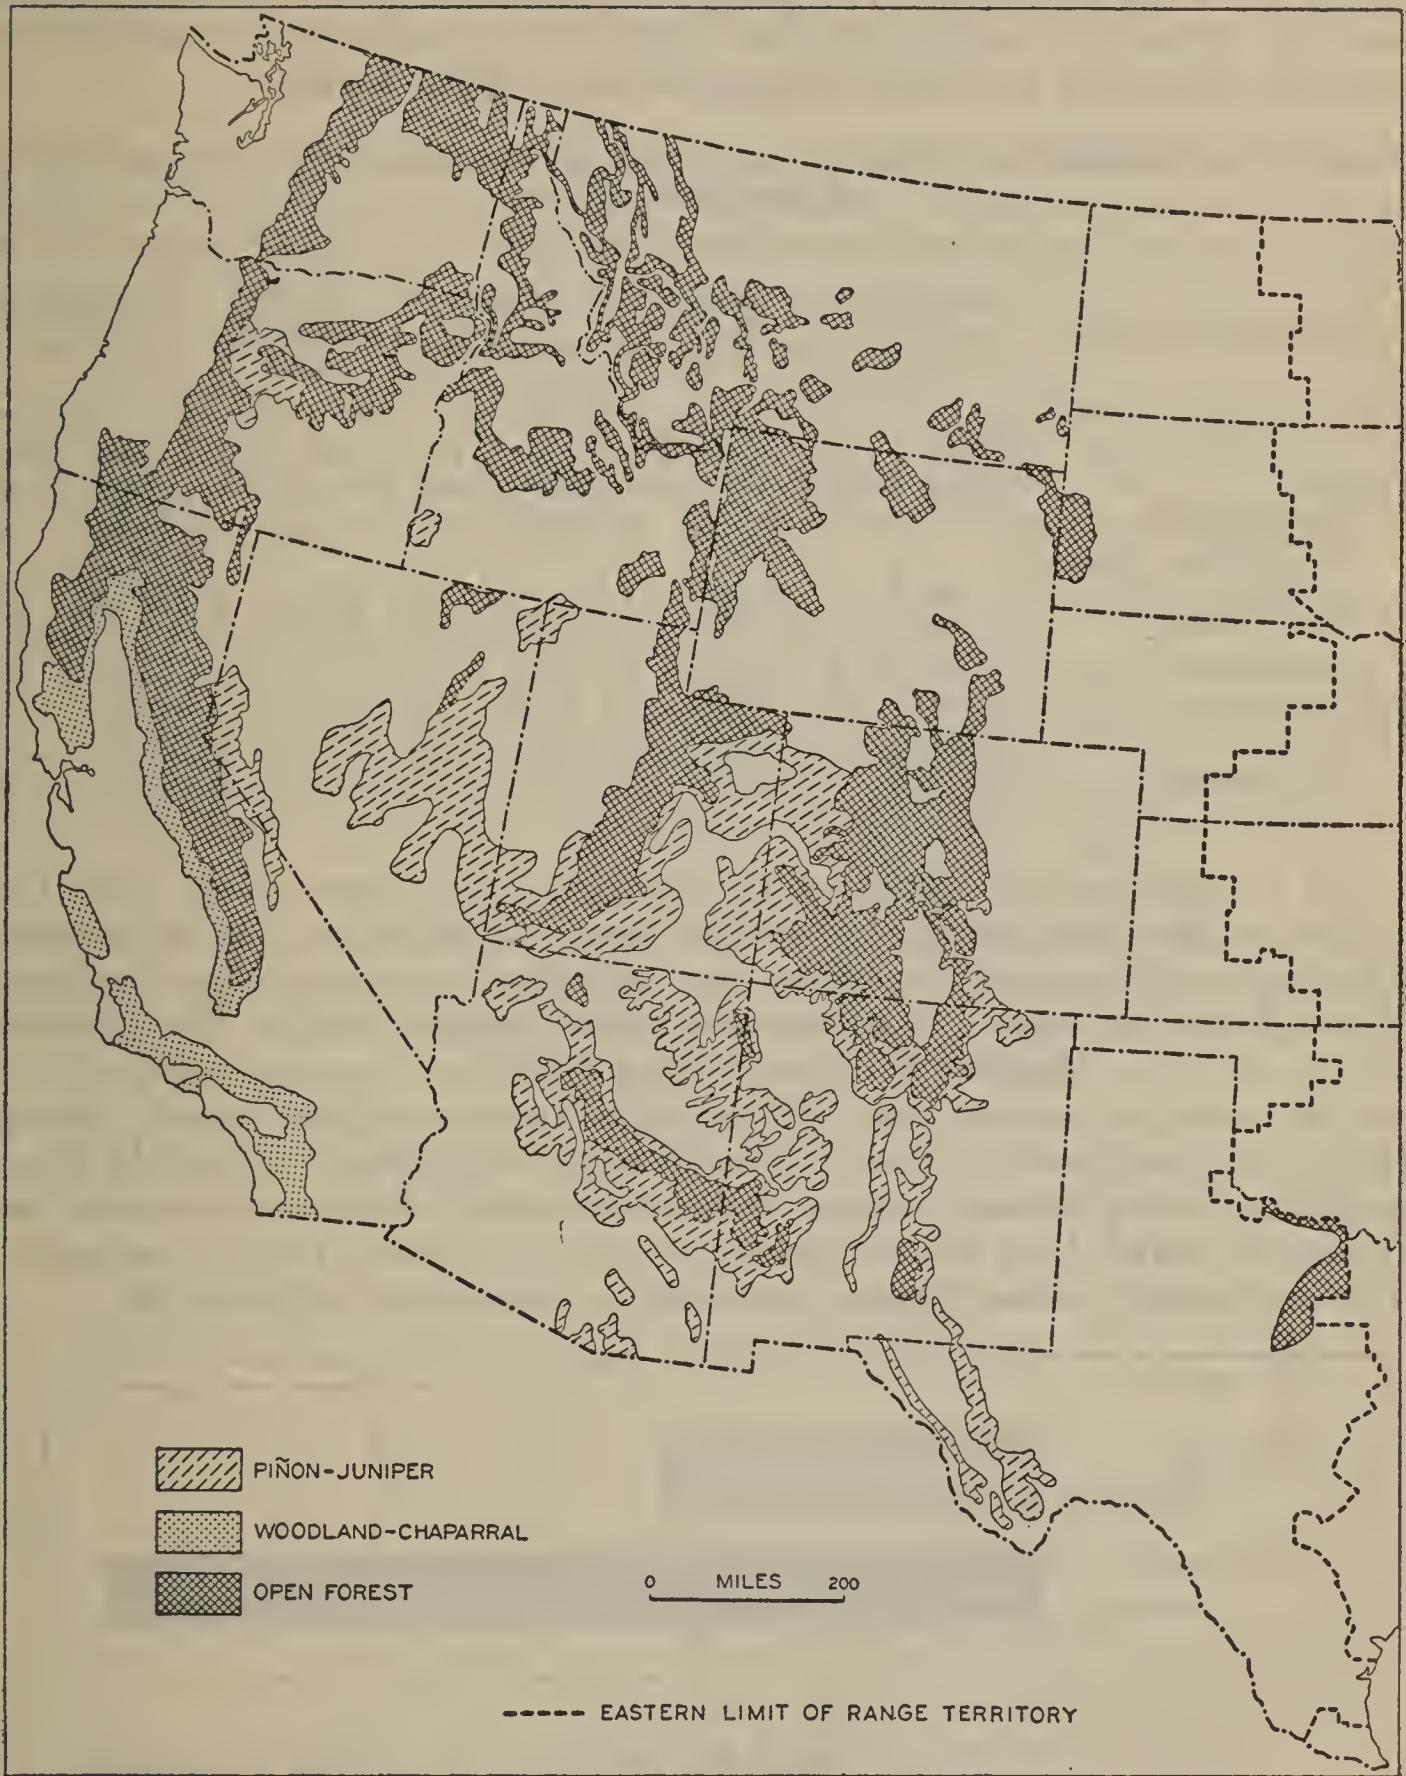 PIÑON-JUNIPER
WOODLAND-CHAPARRAL
OPEN FOREST
0 MILES 200
EASTERN LIMIT OF RANGE TERRITORY